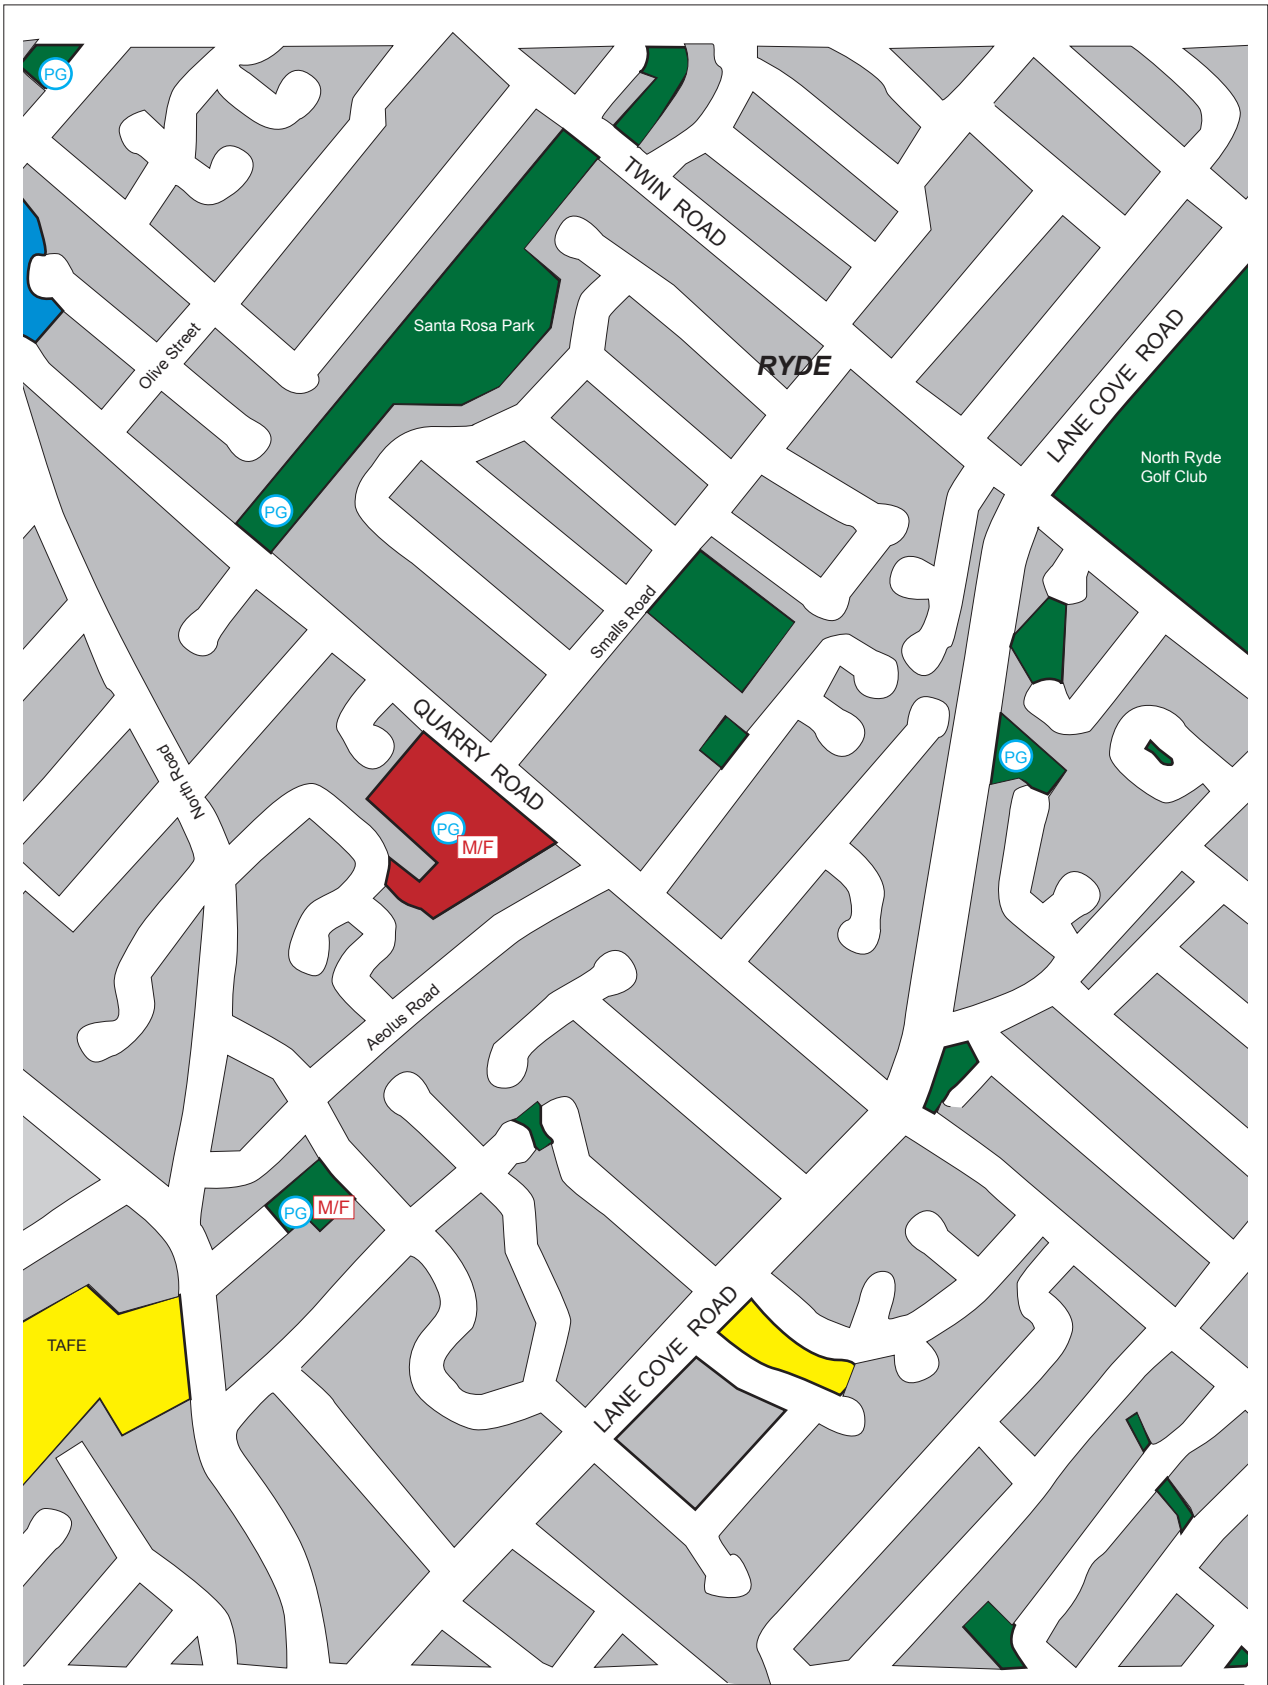 PG
TWIN ROAD
Santa Rosa Park
Olive Street
RYDE
LANE COVE ROAD
North Ryde
Golf Club
PG
Smalls Road
QUARRY ROAD
North Road
PG
PG
M/F
Aeolus Road
PG
M/F
TAFE
LANE COVE ROAD